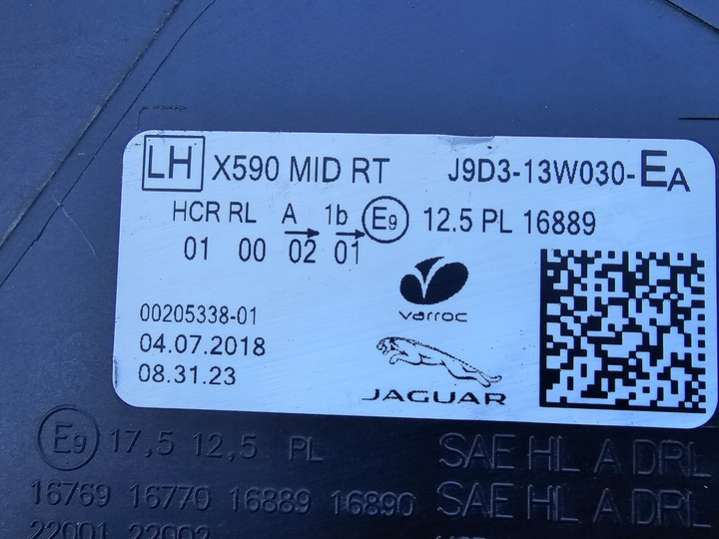 LH X590 MID RT J9D3-13W030-EA
HCR RL A 1b E9 12.5 PL 16889
01 00 02 01
varroc
00205338-01
04.07.2018
08.31.23
JAGUAR
E9 17,5 12,5 PL SAE HL A DRL
16769 16770 16889 16890 SAE HL A DRL
22001 22002